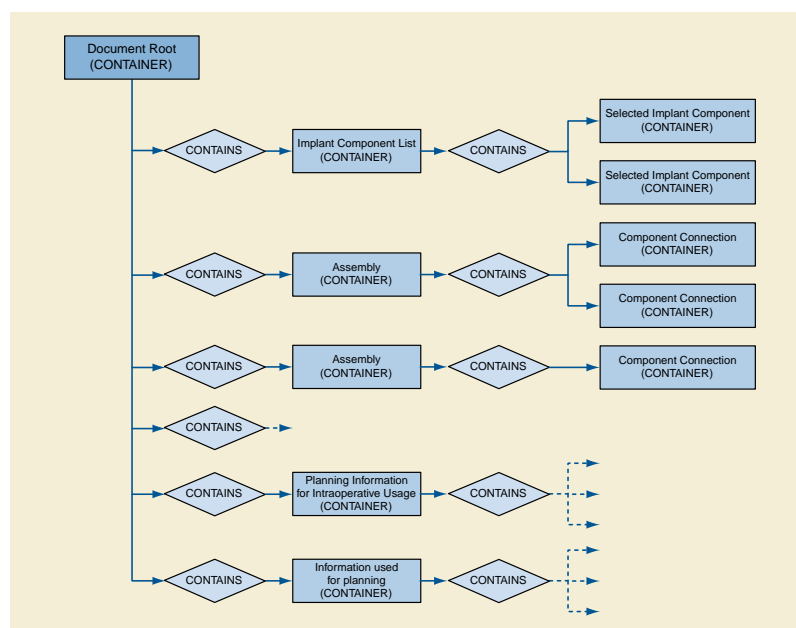 Document Root
(CONTAINER)
CONTAINS
Implant Component List
(CONTAINER)
CONTAINS
Selected Implant Component
(CONTAINER)
Selected Implant Component
(CONTAINER)
CONTAINS
Assembly
(CONTAINER)
CONTAINS
Component Connection
(CONTAINER)
Component Connection
(CONTAINER)
CONTAINS
Assembly
(CONTAINER)
CONTAINS
Component Connection
(CONTAINER)
CONTAINS
CONTAINS
Planning Information
for Intraoperative Usage
(CONTAINER)
CONTAINS
CONTAINS
Information used
for planning
(CONTAINER)
CONTAINS